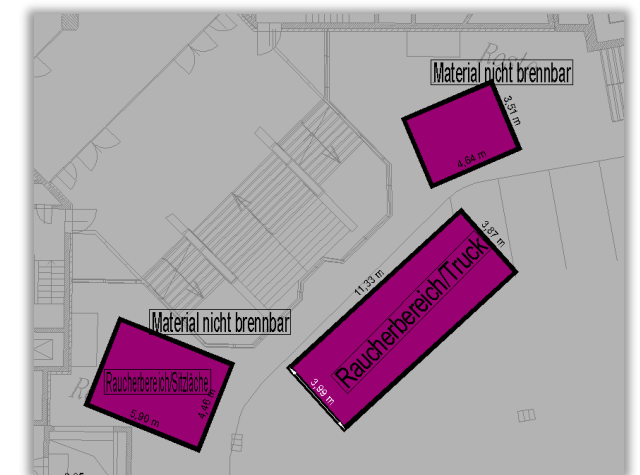 Material nicht brennbar
3,51 m
4,64 m
3,87 m
11,33 m
Raucherbereich/Truck
3,99 m
Material nicht brennbar
Raucherbereich/Sitzläche
4,46 m
5,90 m